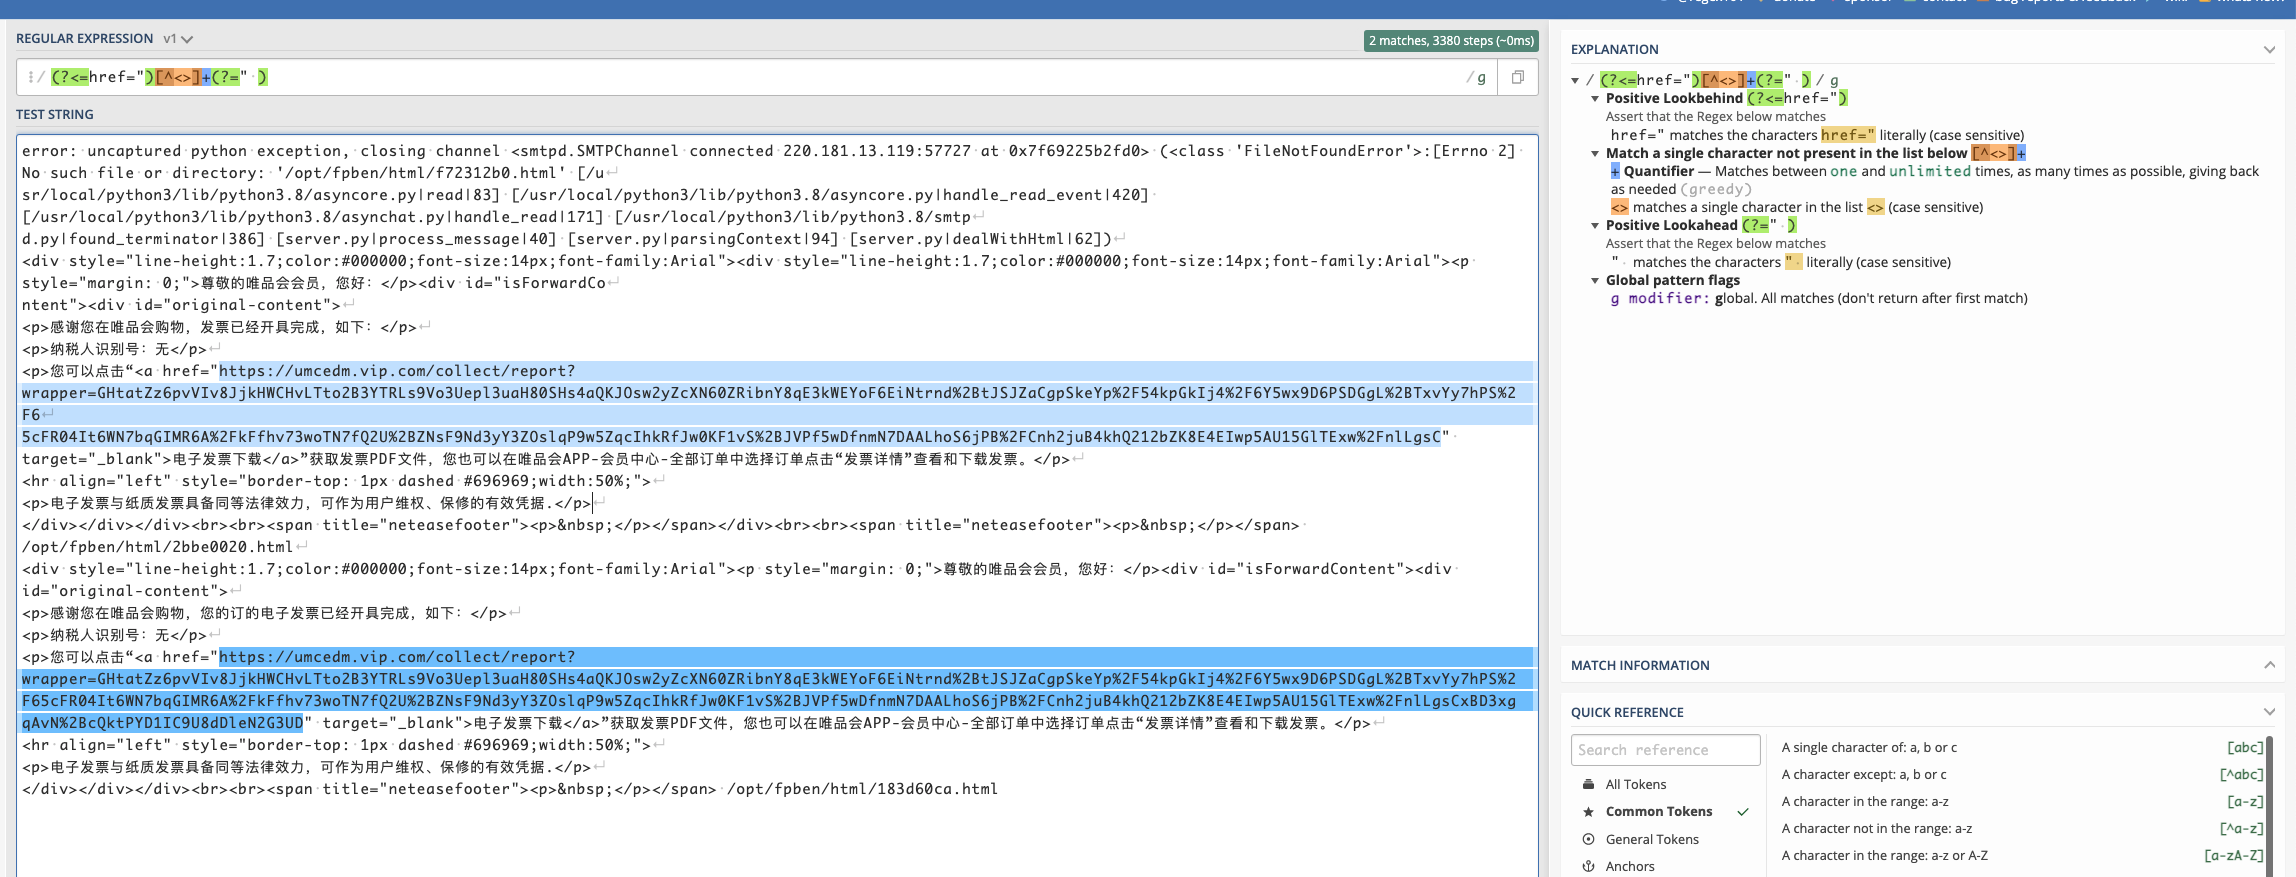 REGULAR EXPRESSION v1
2 matches, 3380 steps (~0ms)
/ (?<=href=")[^<>]+(?=" ) / g
TEST STRING
error: uncaptured python exception, closing channel <smtpd.SMTPChannel connected 220.181.13.119:57727 at 0x7f69225b2fd0> (<class 'FileNotFoundError'>:[Errno 2]
No such file or directory: '/opt/fpben/html/f72312b0.html' [/u
sr/local/python3/lib/python3.8/asyncore.py|read|83] [/usr/local/python3/lib/python3.8/asyncore.py|handle_read_event|420]
[/usr/local/python3/lib/python3.8/asynchat.py|handle_read|171] [/usr/local/python3/lib/python3.8/smtp
d.py|found_terminator|386] [server.py|process_message|40] [server.py|parsingContext|94] [server.py|dealWithHtml|62])
<div style="line-height:1.7;color:#000000;font-size:14px;font-family:Arial"><div style="line-height:1.7;color:#000000;font-size:14px;font-family:Arial"><p
style="margin: 0;">尊敬的唯品会会员，您好：</p><div id="isForwardCo
ntent"><div id="original-content">
<p>感谢您在唯品会购物，发票已经开具完成，如下：</p>
<p>纳税人识别号：无</p>
<p>您可以点击“<a href="https://umcedm.vip.com/collect/report?
wrapper=GHtatZz6pvVIv8JjkHWCHvLTto2B3YTRLs9Vo3Uepl3uaH80SHs4aQKJOsw2yZcXN60ZRibnY8qE3kWEYoF6EiNtrnd%2BtJSJZaCgpSkeYp%2F54kpGkIj4%2F6Y5wx9D6PSDGgL%2BTxvYy7hPS%2
F6
5cFR04It6WN7bqGIMR6A%2FkFfhv73woTN7fQ2U%2BZNsF9Nd3yY3ZOslqP9w5ZqcIhkRfJw0KF1vS%2BJVPf5wDfnmN7DAALhoS6jPB%2FCnh2juB4khQ212bZK8E4EIwp5AU15GlTExw%2FnlLgsC"
target="_blank">电子发票下载</a>”获取发票PDF文件，您也可以在唯品会APP-会员中心-全部订单中选择订单点击“发票详情”查看和下载发票。</p>
<hr align="left" style="border-top: 1px dashed #696969;width:50%;">
<p>电子发票与纸质发票具备同等法律效力，可作为用户维权、保修的有效凭据.</p>
</div></div></div><br><br><span title="neteasefooter"><p>&nbsp;</p></span></div><br><br><span title="neteasefooter"><p>&nbsp;</p></span>
/opt/fpben/html/2bbe0020.html
<div style="line-height:1.7;color:#000000;font-size:14px;font-family:Arial"><p style="margin: 0;">尊敬的唯品会会员，您好：</p><div id="isForwardContent"><div
id="original-content">
<p>感谢您在唯品会购物，您的订的电子发票已经开具完成，如下：</p>
<p>纳税人识别号：无</p>
<p>您可以点击“<a href="https://umcedm.vip.com/collect/report?
wrapper=GHtatZz6pvVIv8JjkHWCHvLTto2B3YTRLs9Vo3Uepl3uaH80SHs4aQKJOsw2yZcXN60ZRibnY8qE3kWEYoF6EiNtrnd%2BtJSJZaCgpSkeYp%2F54kpGkIj4%2F6Y5wx9D6PSDGgL%2BTxvYy7hPS%2
F65cFR04It6WN7bqGIMR6A%2FkFfhv73woTN7fQ2U%2BZNsF9Nd3yY3ZOslqP9w5ZqcIhkRfJw0KF1vS%2BJVPf5wDfnmN7DAALhoS6jPB%2FCnh2juB4khQ212bZK8E4EIwp5AU15GlTExw%2FnlLgsCxBD3xg
qAvN%2BcQktPYD1IC9U8dDleN2G3UD" target="_blank">电子发票下载</a>”获取发票PDF文件，您也可以在唯品会APP-会员中心-全部订单中选择订单点击“发票详情”查看和下载发票。</p>
<hr align="left" style="border-top: 1px dashed #696969;width:50%;">
<p>电子发票与纸质发票具备同等法律效力，可作为用户维权、保修的有效凭据.</p>
</div></div></div><br><br><span title="neteasefooter"><p>&nbsp;</p></span> /opt/fpben/html/183d60ca.html
EXPLANATION
/ (?<=href=")[^<>]+(?=" ) / g
Positive Lookbehind (?<=href=")
Assert that the Regex below matches
href=" matches the characters href=" literally (case sensitive)
Match a single character not present in the list below [^<>]+
+ Quantifier — Matches between one and unlimited times, as many times as possible, giving back
as needed (greedy)
<> matches a single character in the list <> (case sensitive)
Positive Lookahead (?=" )
Assert that the Regex below matches
" matches the characters " literally (case sensitive)
Global pattern flags
g modifier: global. All matches (don't return after first match)
MATCH INFORMATION
QUICK REFERENCE
Search reference
All Tokens
Common Tokens
General Tokens
Anchors
A single character of: a, b or c [abc]
A character except: a, b or c [^abc]
A character in the range: a-z [a-z]
A character not in the range: a-z [^a-z]
A character in the range: a-z or A-Z [a-zA-Z]